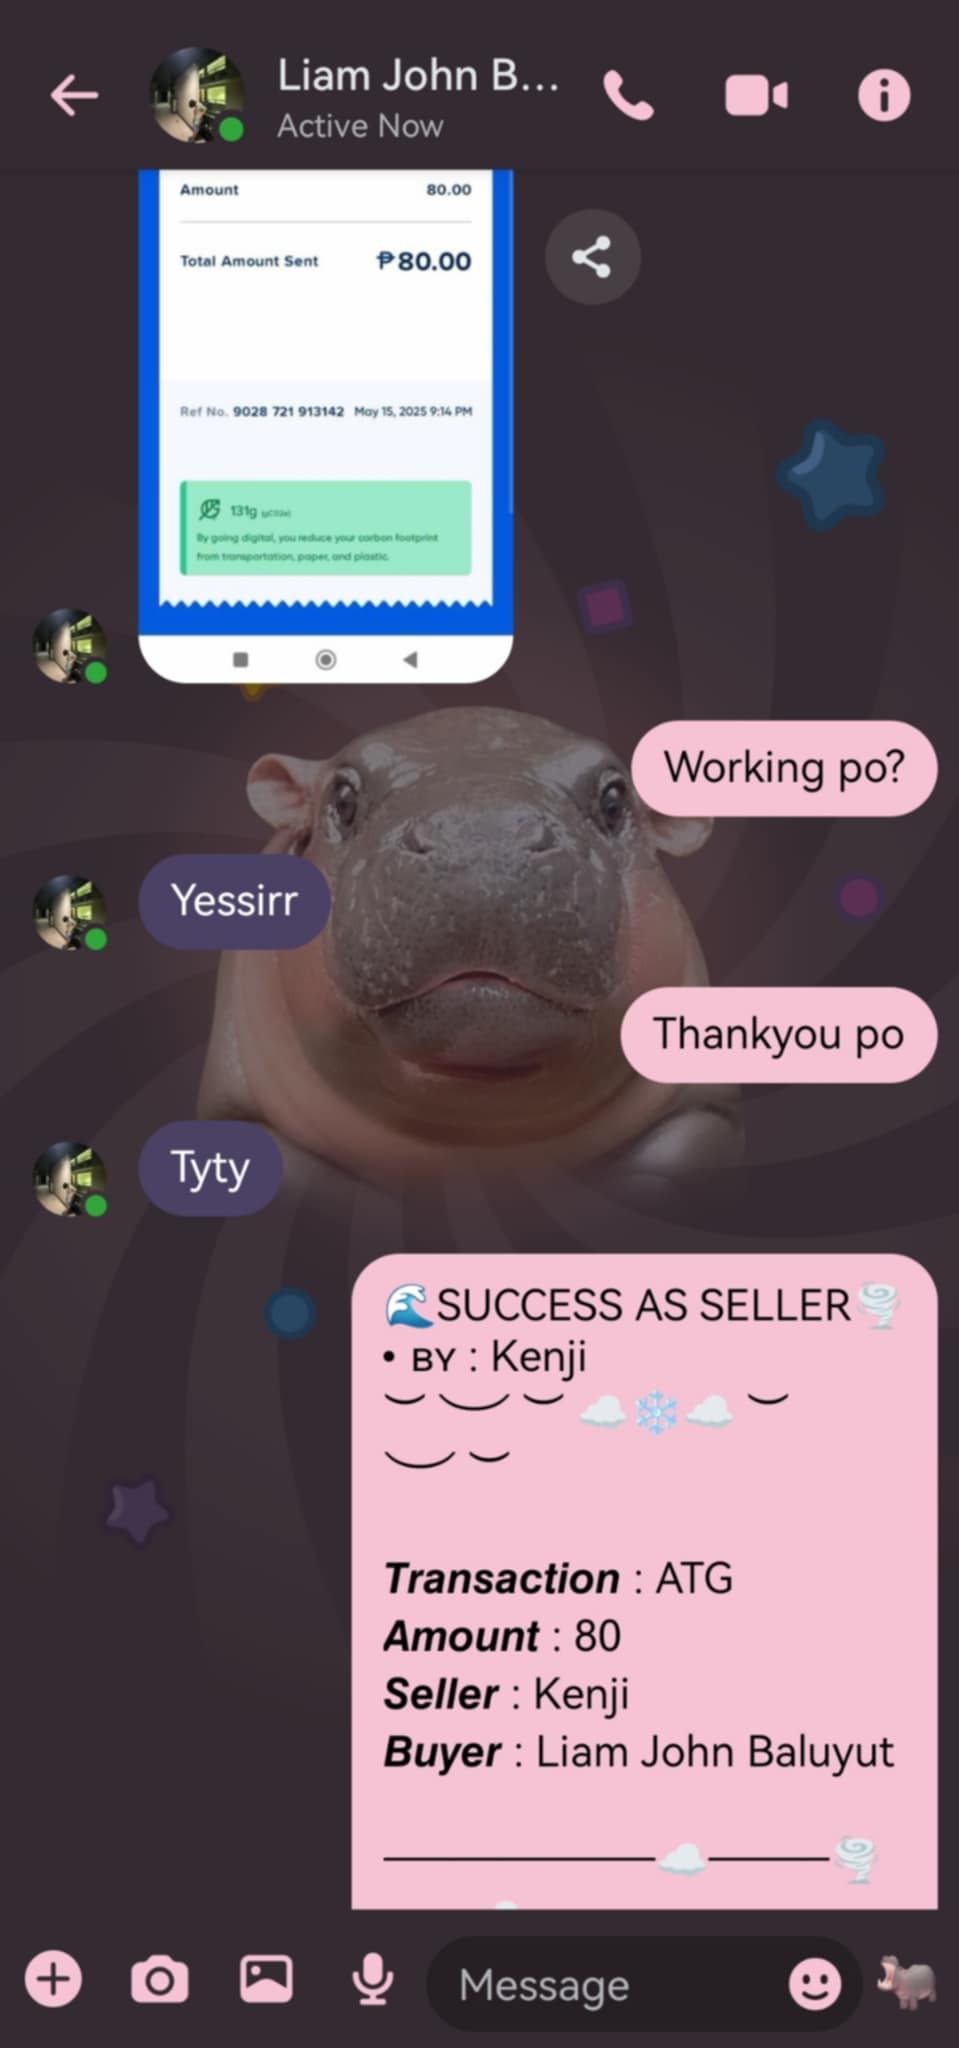 Liam John B...
Active Now
Amount 80.00
Total Amount Sent ₱80.00
Ref No. 9028 721 913142 May 15, 2025 9:14 PM
131g (gCO2e)
By going digital, you reduce your carbon footprint
from transportation, paper, and plastic.
Working po?
Yessirr
Thankyou po
Tyty
🌊SUCCESS AS SELLER🌪️
• BY : Kenji
‿︶‿☁️❄️☁️‿
︶‿
Transaction : ATG
Amount : 80
Seller : Kenji
Buyer : Liam John Baluyut
Message